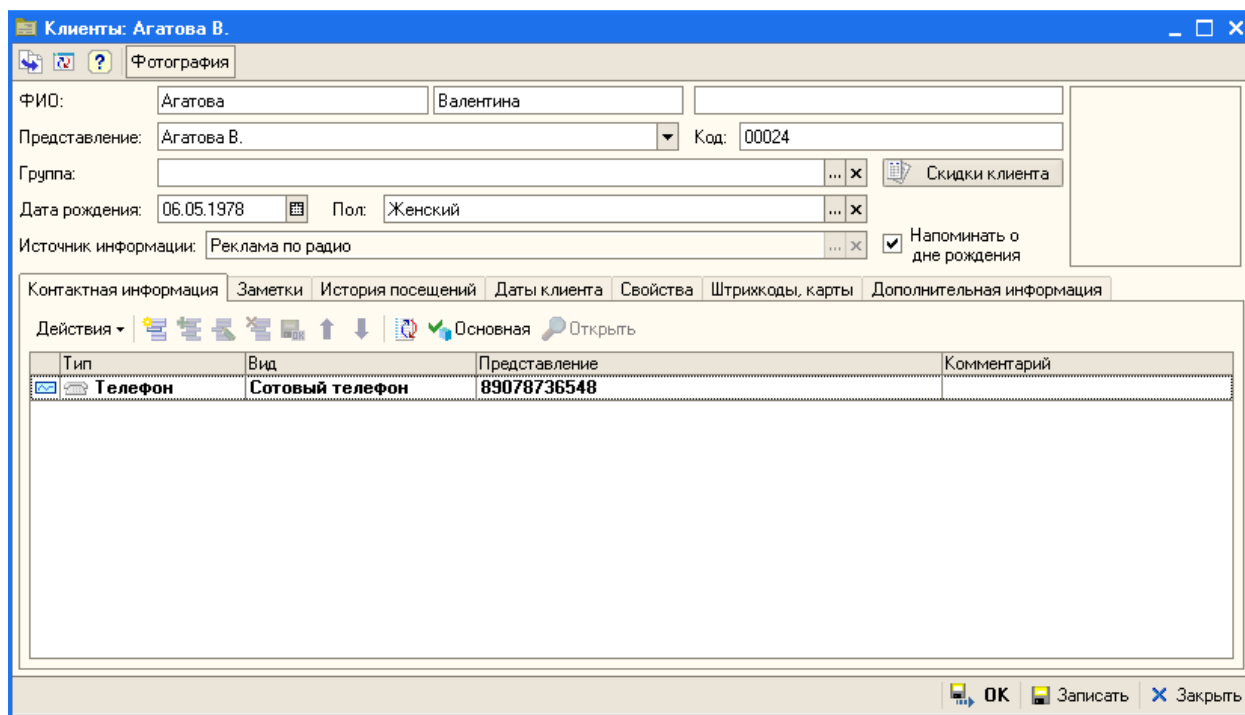 Клиенты: Агатова В.
Фотография
ФИО: Агатова Валентина
Представление: Агатова В. Код: 00024
Группа: ... Скидки клиента
Дата рождения: 06.05.1978 Пол: Женский ...
Источник информации: Реклама по радио ... Напоминать о
дне рождения
Контактная информация Заметки История посещений Даты клиента Свойства Штрихкоды, карты Дополнительная информация
Действия Основная Открыть
Тип Вид Представление Комментарий
Телефон Сотовый телефон 89078736548
OK Записать Закрыть